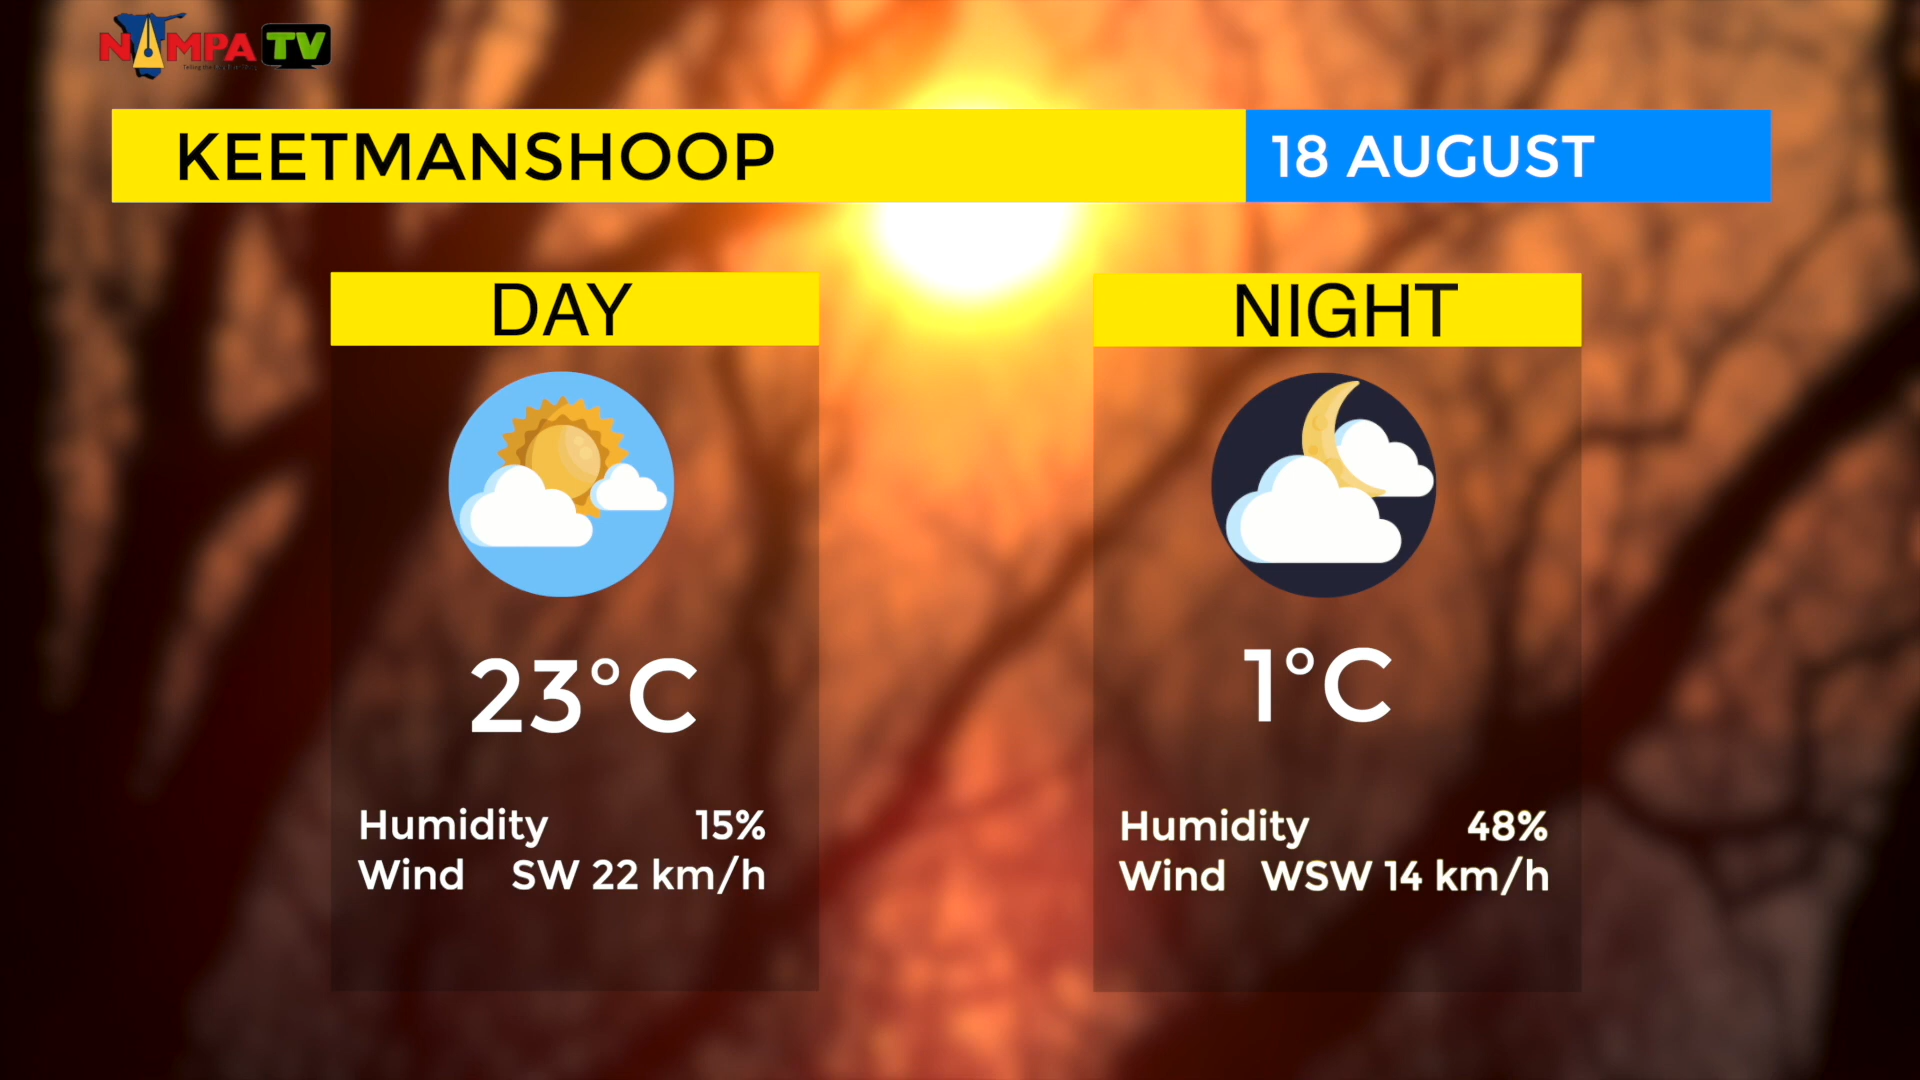 NAMPA TV
KEETMANSHOOP
18 AUGUST
DAY
NIGHT
23°C
1°C
Humidity 15%
Wind SW 22 km/h
Humidity 48%
Wind WSW 14 km/h